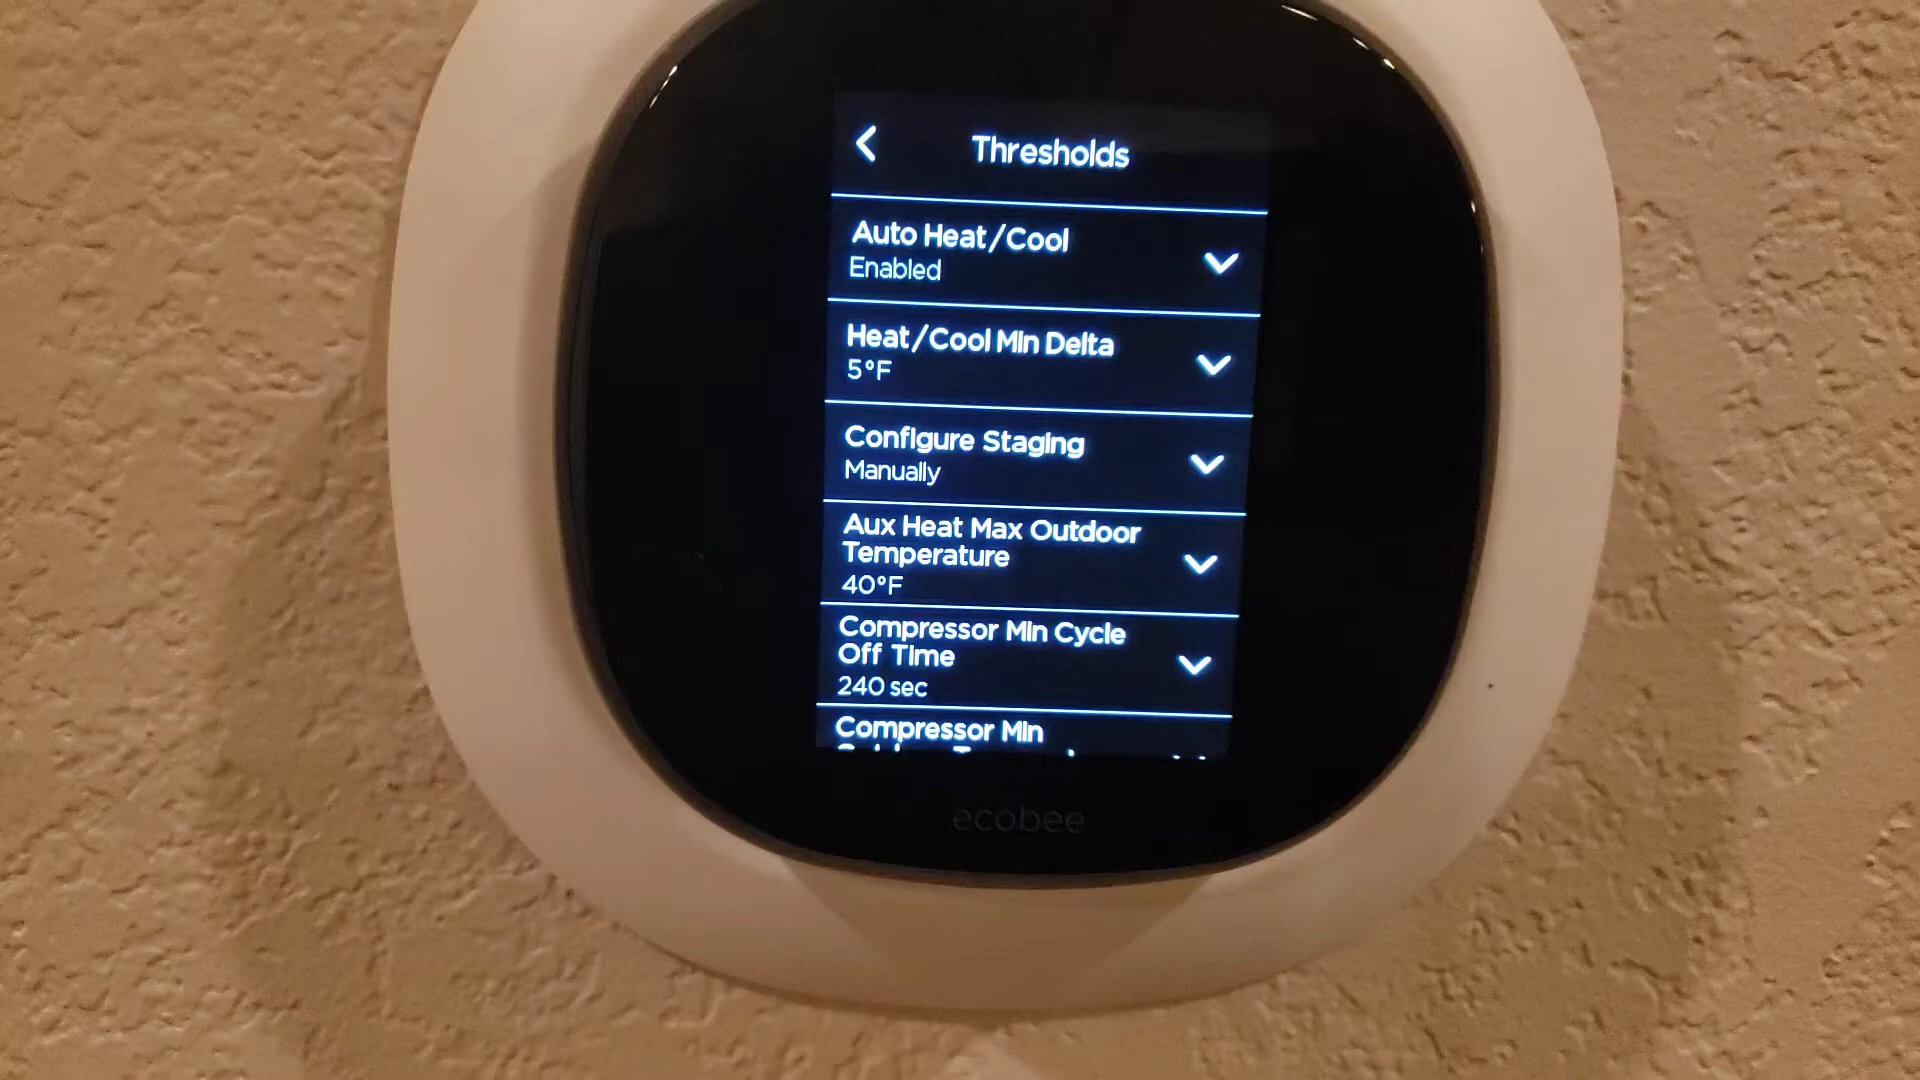 Thresholds
Auto Heat/Cool
Enabled
Heat/Cool Min Delta
5°F
Configure Staging
Manually
Aux Heat Max Outdoor
Temperature
40°F
Compressor Min Cycle
Off Time
240 sec
Compressor Min
ecobee